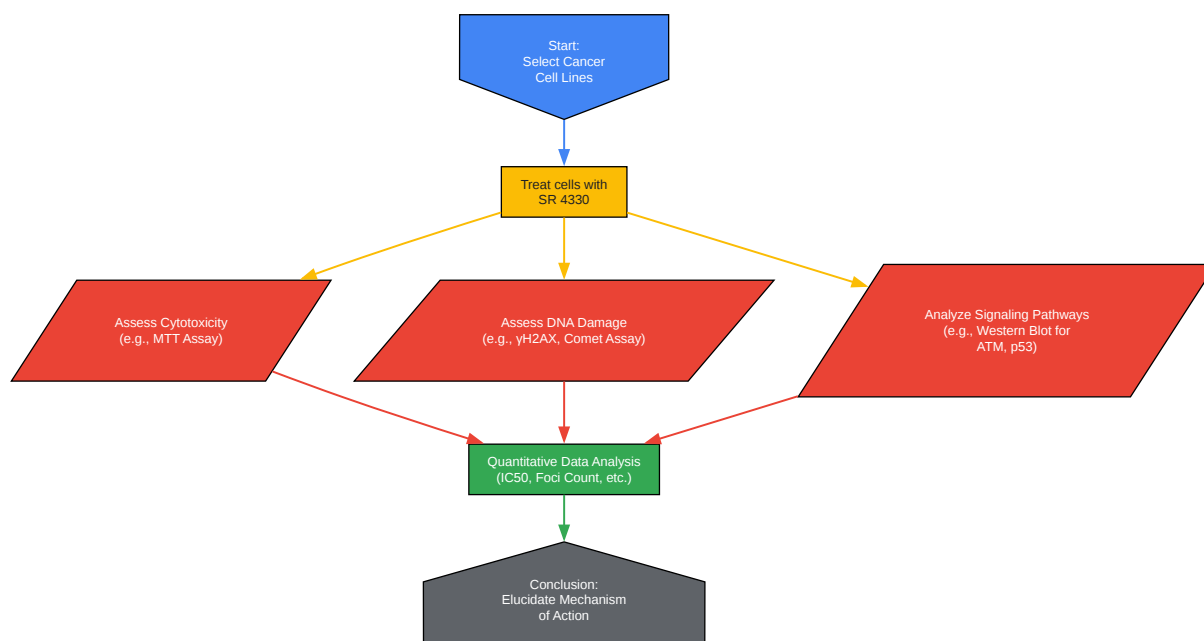 Start:
Select Cancer
Cell Lines
Treat cells with
SR 4330
Assess Cytotoxicity
(e.g., MTT Assay)
Assess DNA Damage
(e.g., γH2AX, Comet Assay)
Analyze Signaling Pathways
(e.g., Western Blot for
ATM, p53)
Quantitative Data Analysis
(IC50, Foci Count, etc.)
Conclusion:
Elucidate Mechanism
of Action